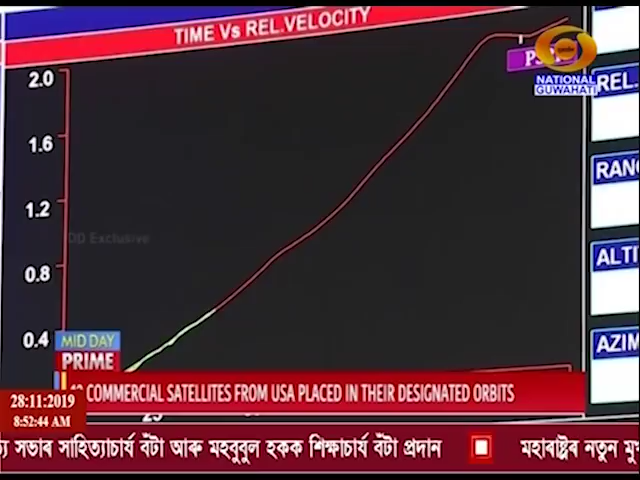 TIME Vs REL.VELOCITY
NATIONAL
GUWAHATI
2.0
1.6
1.2
0.8
0.4
REL.
RANG
ALTI
AZIM
DD Exclusive
MID DAY
PRIME
COMMERCIAL SATELLITES FROM USA PLACED IN THEIR DESIGNATED ORBITS
28:11:2019
8:52:44 AM
সভাৰ সাহিত্যাচাৰ্য বঁটা আৰু মহবুবুল হকক শিক্ষাচাৰ্য বঁটা প্ৰদান
মহাৰাষ্ট্ৰৰ নতুন